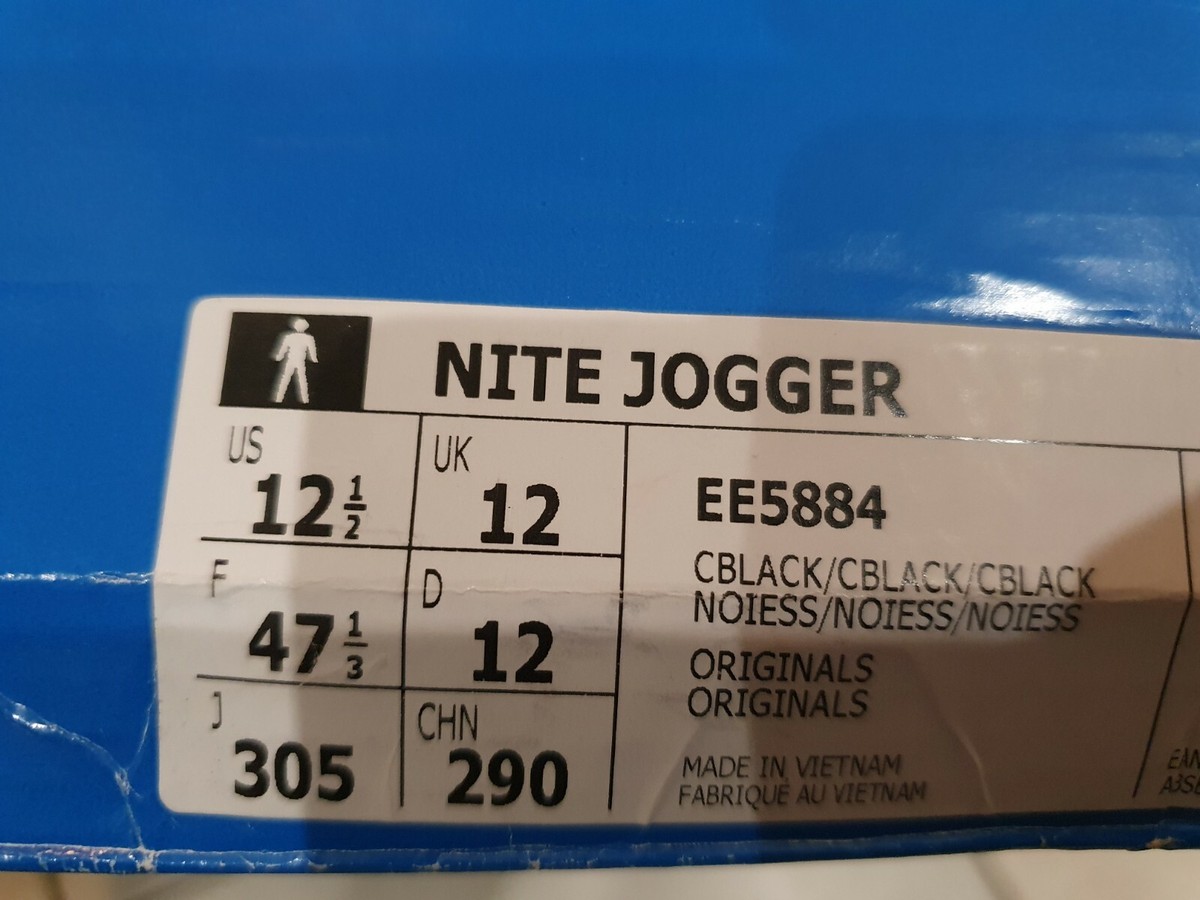 NITE JOGGER
US
12 1/2
UK
12
F
47 1/3
D
12
J
305
CHN
290
EE5884
CBLACK/CBLACK/CBLACK
NOIESS/NOIESS/NOIESS
ORIGINALS
ORIGINALS
MADE IN VIETNAM
FABRIQUÉ AU VIETNAM